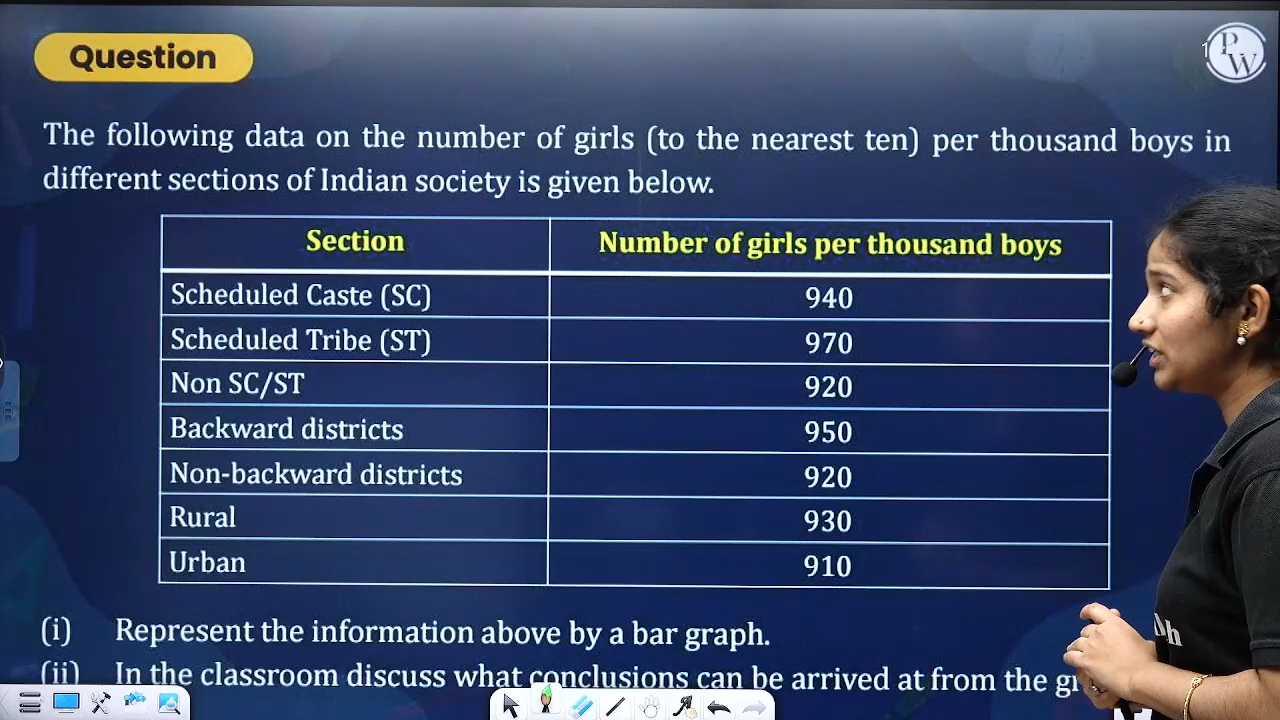 Question
PW
The following data on the number of girls (to the nearest ten) per thousand boys in
different sections of Indian society is given below.
Section Number of girls per thousand boys
Scheduled Caste (SC) 940
Scheduled Tribe (ST) 970
Non SC/ST 920
Backward districts 950
Non-backward districts 920
Rural 930
Urban 910
(i) Represent the information above by a bar graph.
(ii) In the classroom discuss what conclusions can be arrived at from the